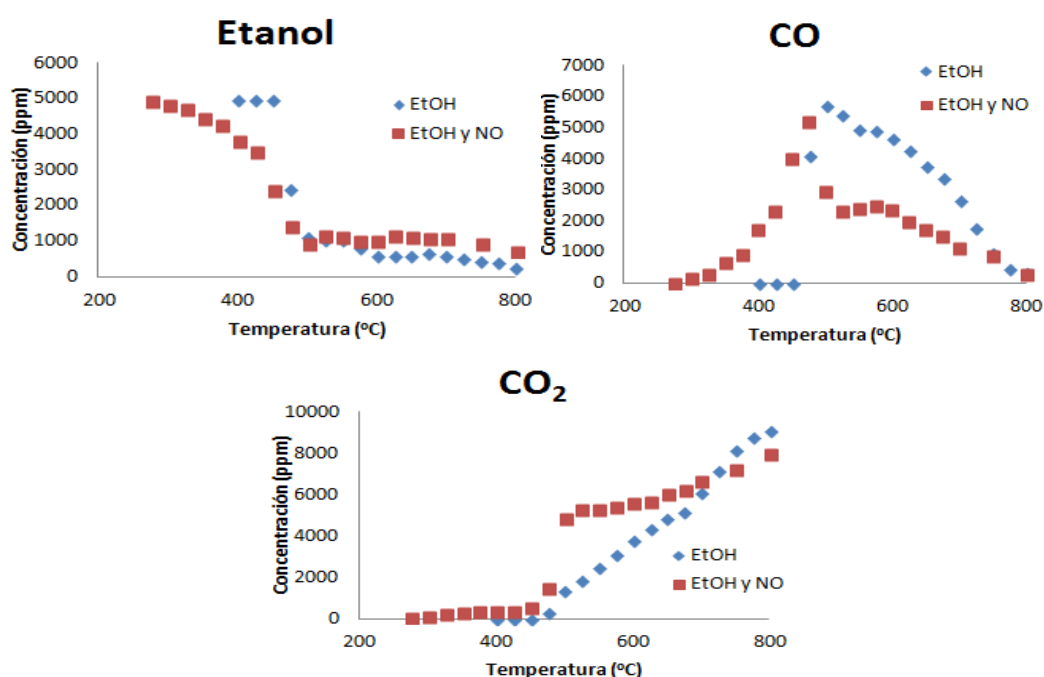 Etanol
6000
5000
4000
3000
2000
1000
0
Concentración (ppm)
EtOH
EtOH y NO
200
400
600
800
Temperatura (ºC)
CO
7000
6000
5000
4000
3000
2000
1000
0
Concentración (ppm)
EtOH
EtOH y NO
200
400
600
800
Temperatura (ºC)
CO₂
10000
8000
6000
4000
2000
0
Concentración (ppm)
EtOH
EtOH y NO
200
400
600
800
Temperatura (ºC)